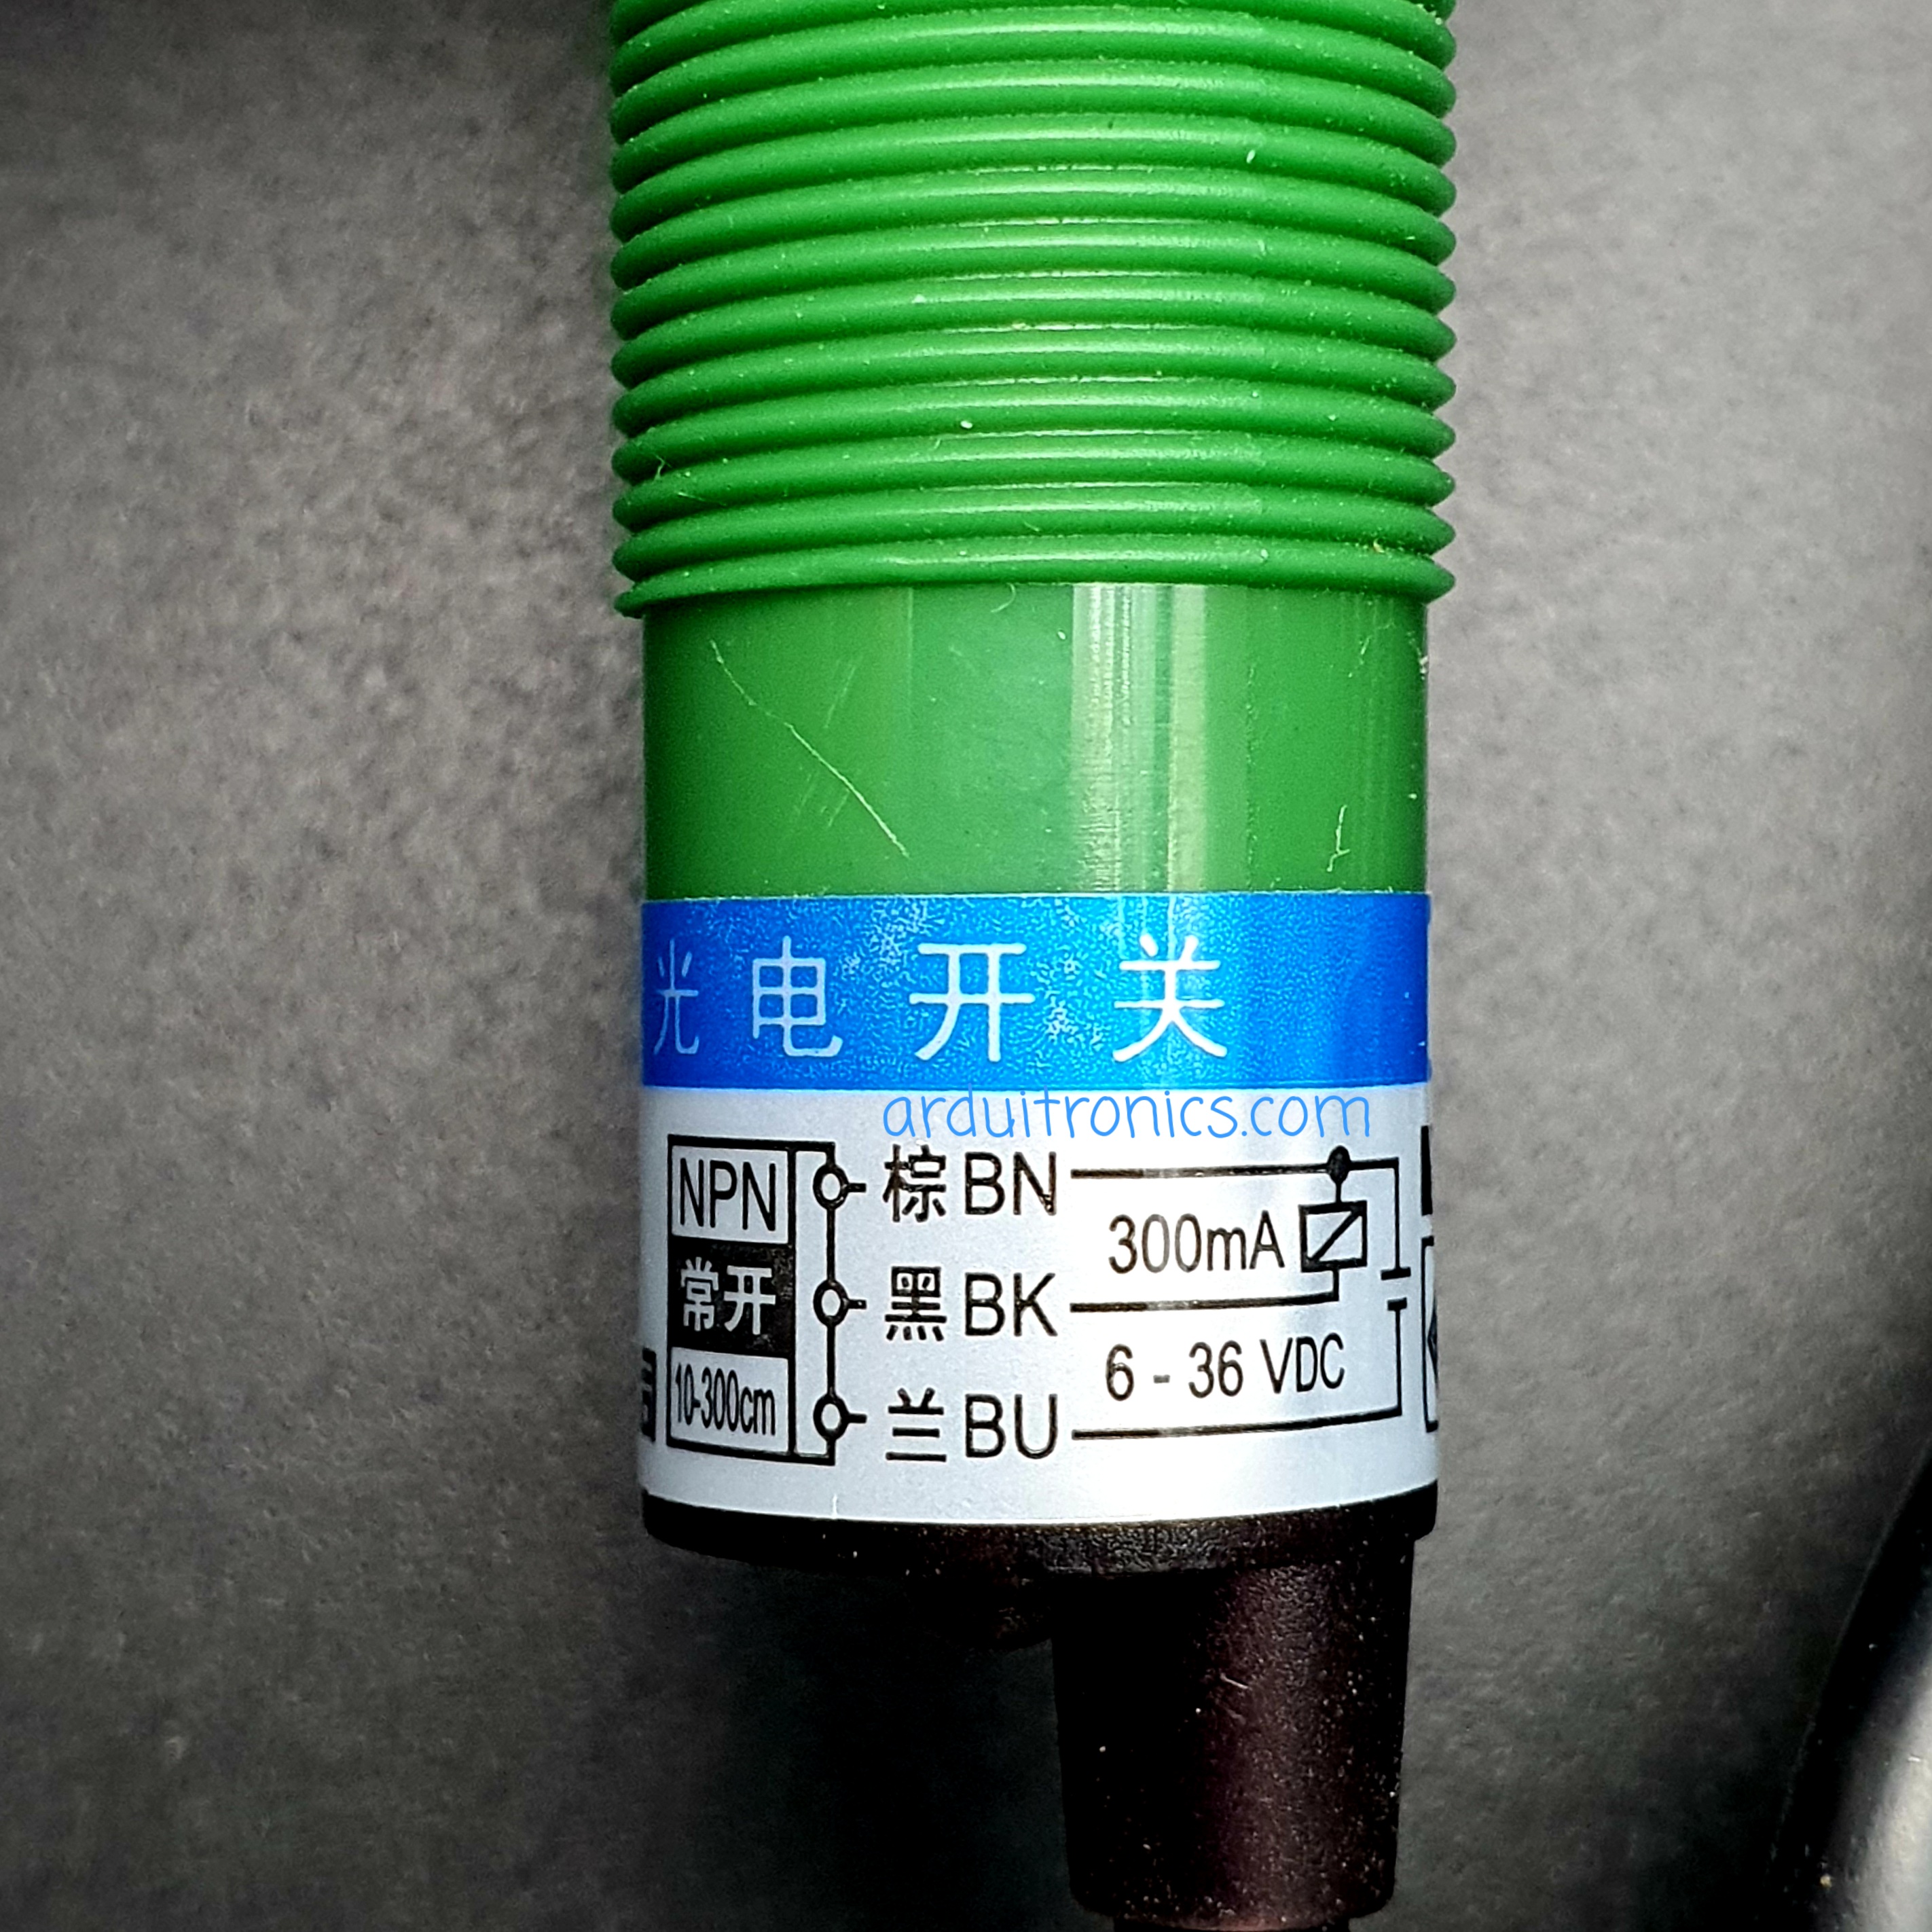 光电开关
arduitronics.com
NPN
常开
10-300cm
棕 BN
300mA
黑 BK
6 - 36 VDC
兰 BU